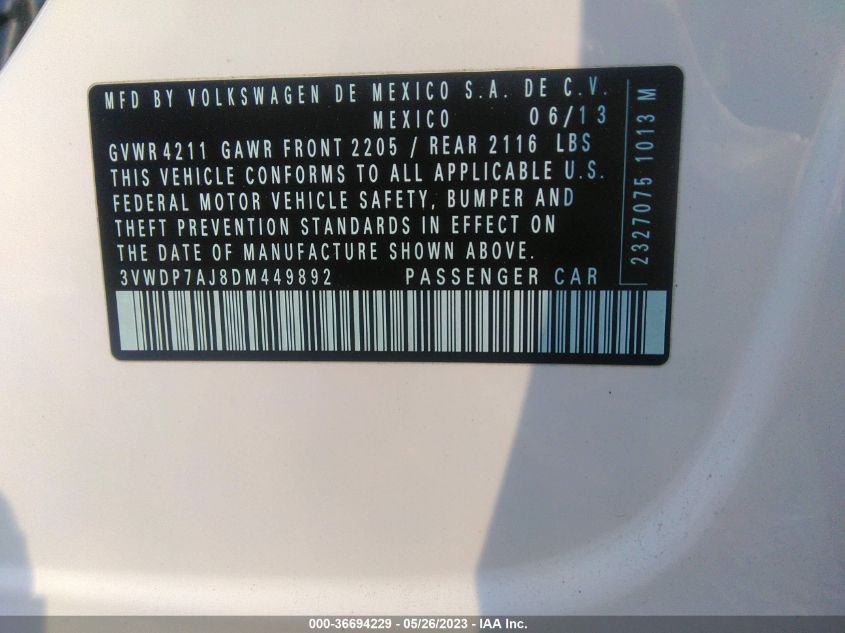 MFD BY VOLKSWAGEN DE MEXICO S.A. DE C.V.
MEXICO 06/13
GVWR 4211 GAWR FRONT 2205 / REAR 2116 LBS
THIS VEHICLE CONFORMS TO ALL APPLICABLE U.S.
FEDERAL MOTOR VEHICLE SAFETY, BUMPER AND
THEFT PREVENTION STANDARDS IN EFFECT ON
THE DATE OF MANUFACTURE SHOWN ABOVE.
3VWDP7AJ8DM449892 PASSENGER CAR
2327075 1013 M
000-36694229 - 05/26/2023 - IAA Inc.